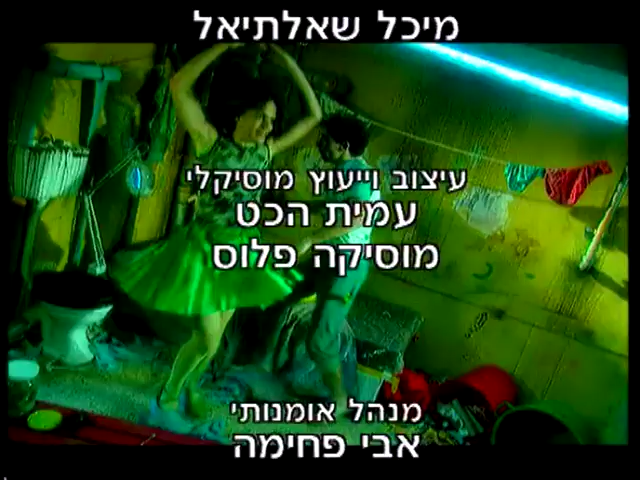 מיכל שאלתיאל
עיצוב וייעוץ מוסיקלי
עמית הכט
מוסיקה פלוס
מנהל אומנותי
אבי פחימה